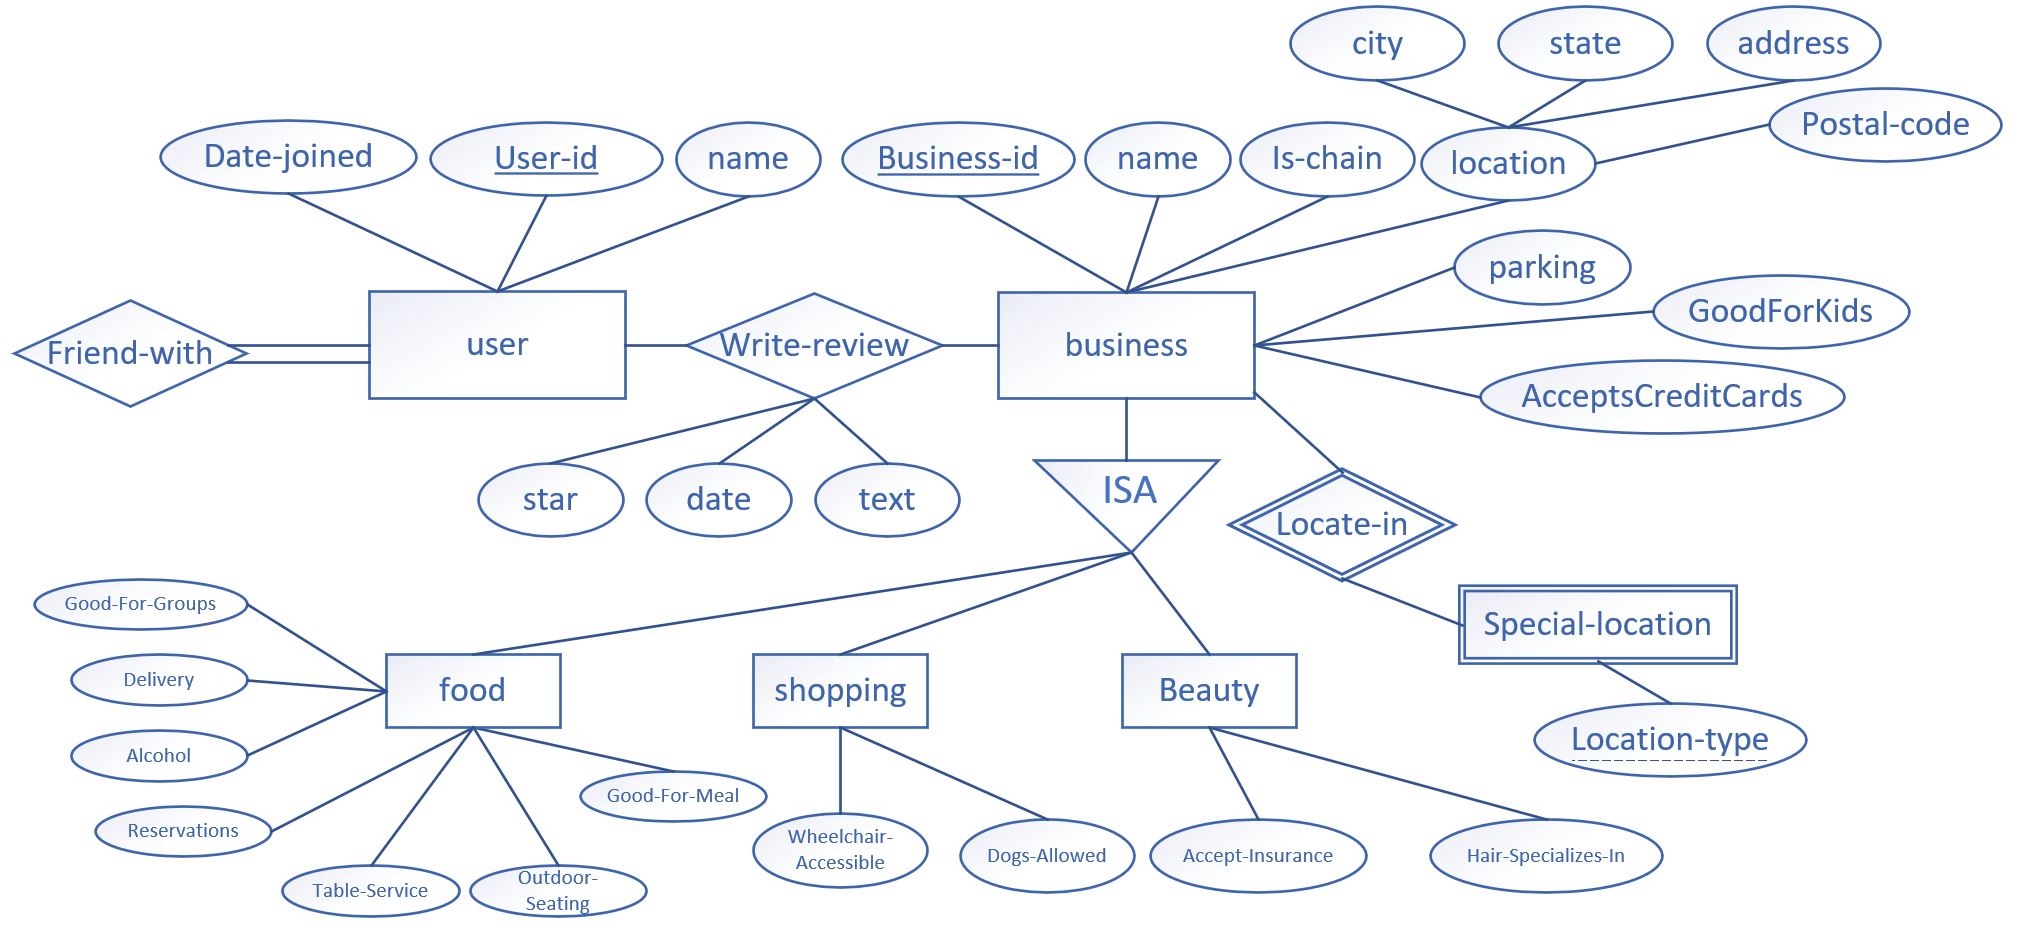 city
state
address
Postal-code
Date-joined
User-id
name
Business-id
name
Is-chain
location
parking
GoodForKids
Friend-with
user
Write-review
business
AcceptsCreditCards
star
date
text
ISA
Locate-in
Good-For-Groups
Special-location
Delivery
food
shopping
Beauty
Location-type
Alcohol
Good-For-Meal
Reservations
Wheelchair-
Accessible
Dogs-Allowed
Accept-Insurance
Hair-Specializes-In
Table-Service
Outdoor-
Seating